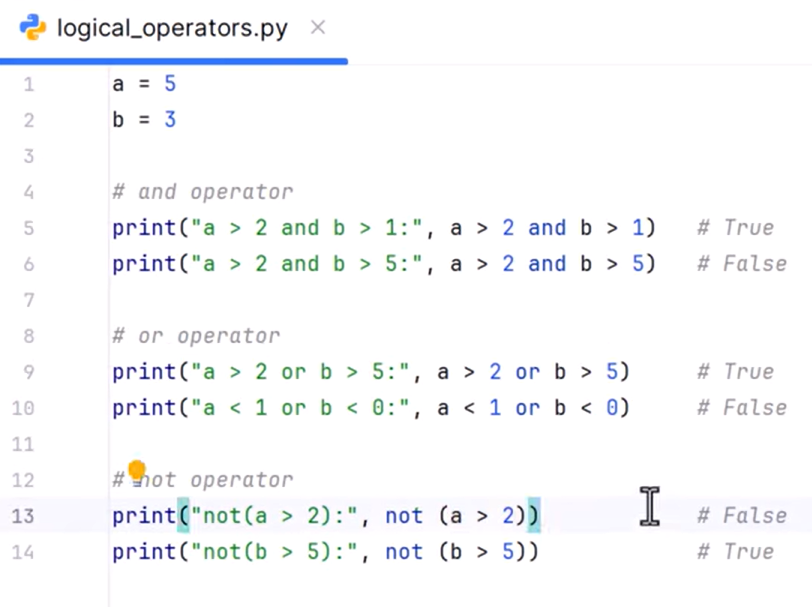 logical_operators.py
1 a = 5
2 b = 3
3
4 # and operator
5 print("a > 2 and b > 1:", a > 2 and b > 1) # True
6 print("a > 2 and b > 5:", a > 2 and b > 5) # False
7
8 # or operator
9 print("a > 2 or b > 5:", a > 2 or b > 5) # True
10 print("a < 1 or b < 0:", a < 1 or b < 0) # False
11
12 # not operator
13 print("not(a > 2):", not (a > 2)) # False
14 print("not(b > 5):", not (b > 5)) # True